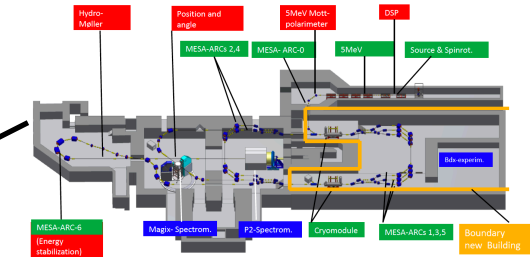 Hydro-
Møller
Position and
angle
5MeV Mott-
polarimeter
DSP
MESA-ARCs 2,4
MESA- ARC-0
5MeV
Source & Spinrot.
Bdx-experim.
MESA-ARC-6
(Energy
stabilization)
Magix- Spectrom.
P2-Spectrom.
Cryomodule
MESA-ARCs 1,3,5
Boundary
new Building